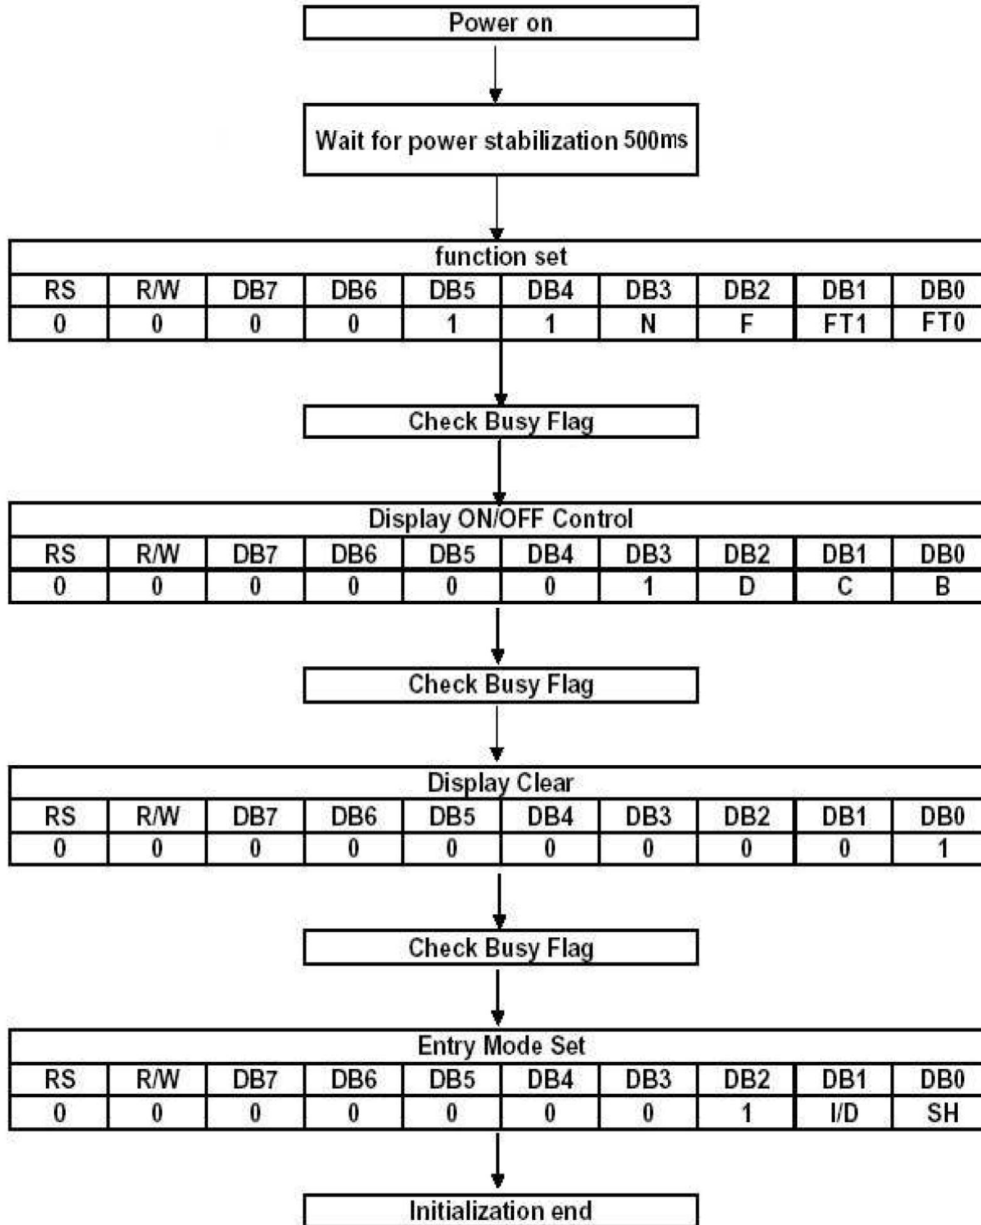 Power on
Wait for power stabilization 500ms
function set
RS R/W DB7 DB6 DB5 DB4 DB3 DB2 DB1 DB0
0 0 0 0 1 1 N F FT1 FT0
Check Busy Flag
Display ON/OFF Control
RS R/W DB7 DB6 DB5 DB4 DB3 DB2 DB1 DB0
0 0 0 0 0 0 1 D C B
Check Busy Flag
Display Clear
RS R/W DB7 DB6 DB5 DB4 DB3 DB2 DB1 DB0
0 0 0 0 0 0 0 0 0 1
Check Busy Flag
Entry Mode Set
RS R/W DB7 DB6 DB5 DB4 DB3 DB2 DB1 DB0
0 0 0 0 0 0 0 1 I/D SH
Initialization end